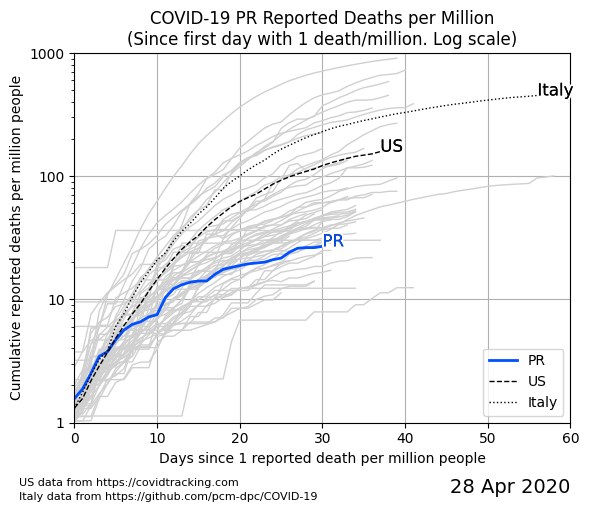 COVID-19 PR Reported Deaths per Million
(Since first day with 1 death/million. Log scale)
Cumulative reported deaths per million people
1000
100
10
1
Italy
US
PR
PR
US
Italy
0 10 20 30 40 50 60
Days since 1 reported death per million people
US data from https://covidtracking.com
Italy data from https://github.com/pcm-dpc/COVID-19
28 Apr 2020